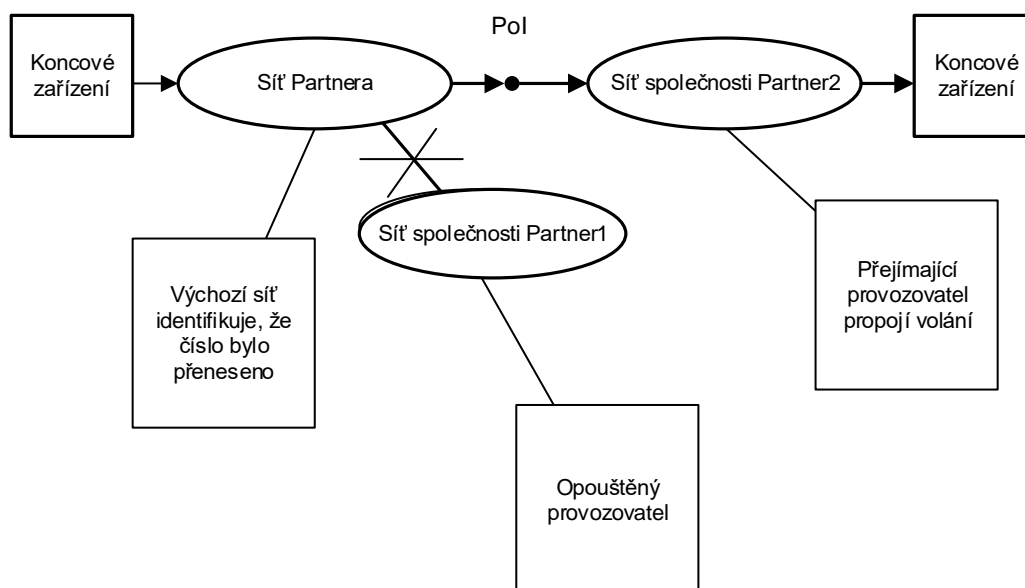 PoI
Koncové
zařízení
Síť Partnera
Síť společnosti Partner2
Koncové
zařízení
Síť společnosti Partner1
Výchozí síť
identifikuje, že
číslo bylo
přeneseno
Přejímající
provozovatel
propojí volání
Opouštěný
provozovatel